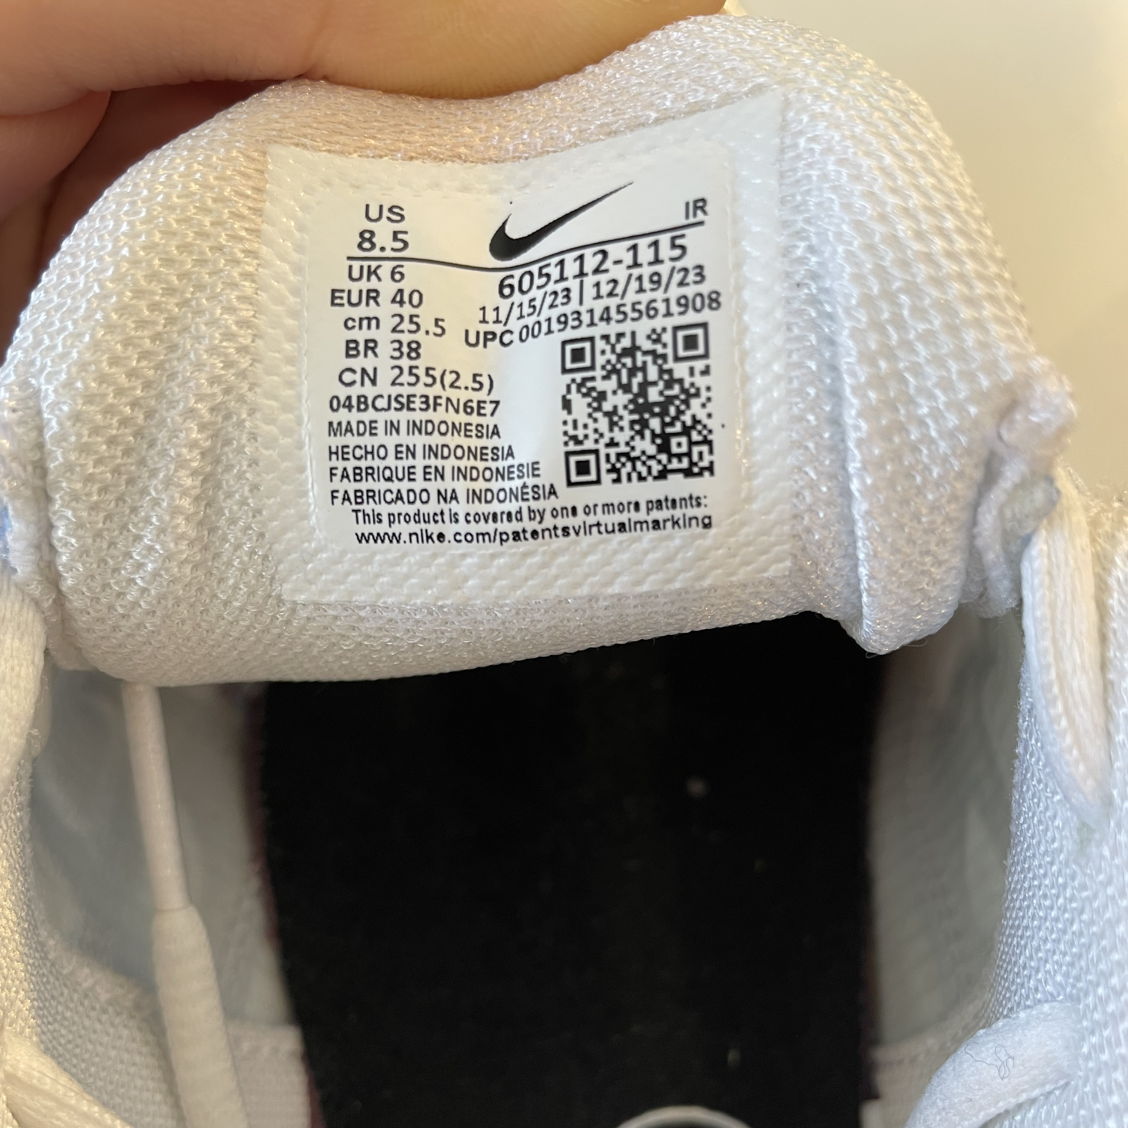 US
8.5
UK 6
EUR 40
cm 25.5
BR 38
CN 255(2.5)
04BCJSE3FN6E7
MADE IN INDONESIA
HECHO EN INDONESIA
FABRIQUE EN INDONESIE
FABRICADO NA INDONÉSIA
IR
605112-115
11/15/23 | 12/19/23
UPC 00193145561908
This product is covered by one or more patents:
www.nike.com/patentsvirtualmarking